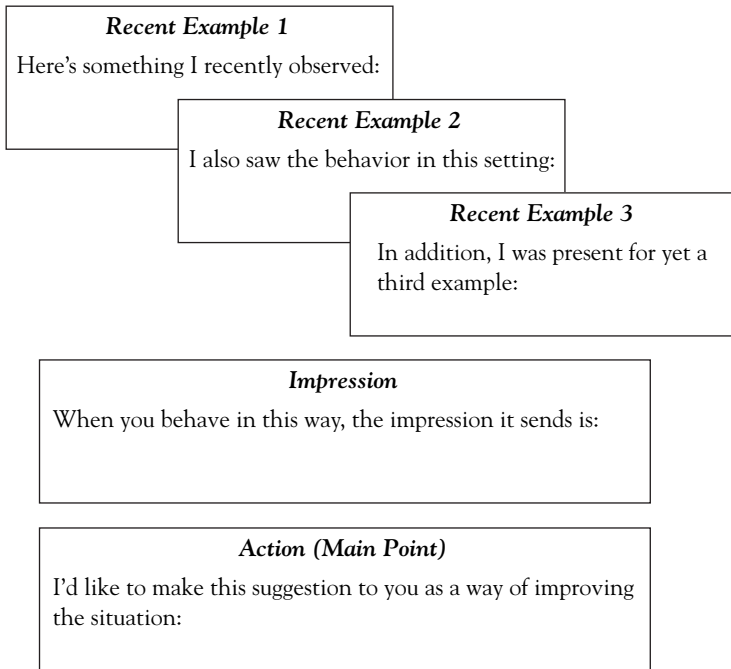 Recent Example 1
Here’s something I recently observed:
Recent Example 2
I also saw the behavior in this setting:
Recent Example 3
In addition, I was present for yet a
third example:
Impression
When you behave in this way, the impression it sends is:
Action (Main Point)
I’d like to make this suggestion to you as a way of improving
the situation: